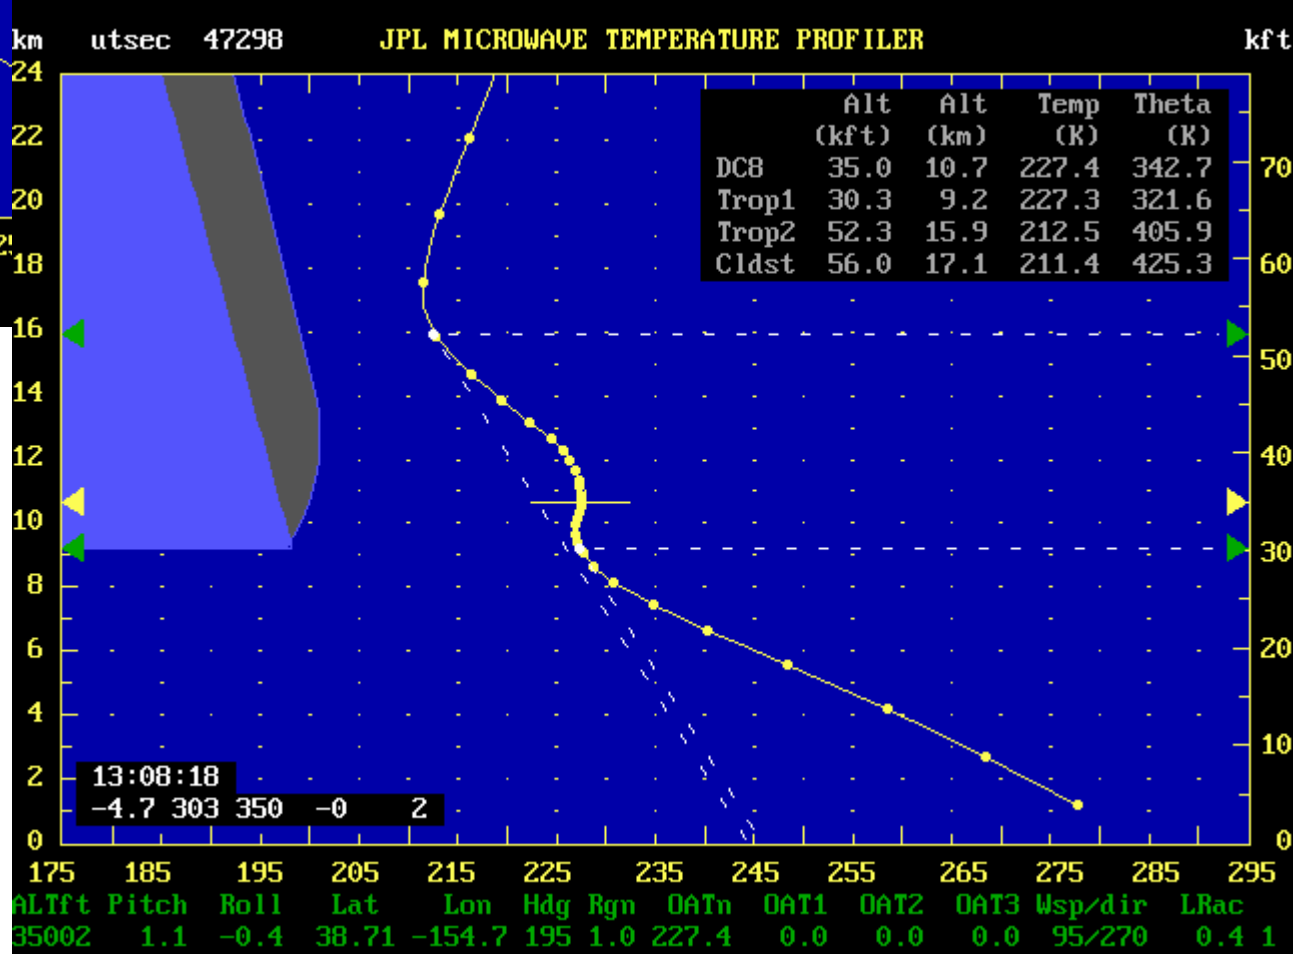 km utsec 47298 JPL MICROWAVE TEMPERATURE PROFILER kft
24
Alt Alt Temp Theta
(kft) (km) (K) (K)
22
DC8 35.0 10.7 227.4 342.7 70
20 Trop1 30.3 9.2 227.3 321.6
Trop2 52.3 15.9 212.5 405.9
18 Cldst 56.0 17.1 211.4 425.3 60
16
50
14
12 40
10
30
8
6 20
4
10
2 13:08:18
-4.7 303 350 -0 2
0 0
175 185 195 205 215 225 235 245 255 265 275 285 295
ALTft Pitch Roll Lat Lon Hdg Rgn OATn OAT1 OAT2 OAT3 Wsp/dir LRac
35002 1.1 -0.4 38.71 -154.7 195 1.0 227.4 0.0 0.0 0.0 95/270 0.4 1